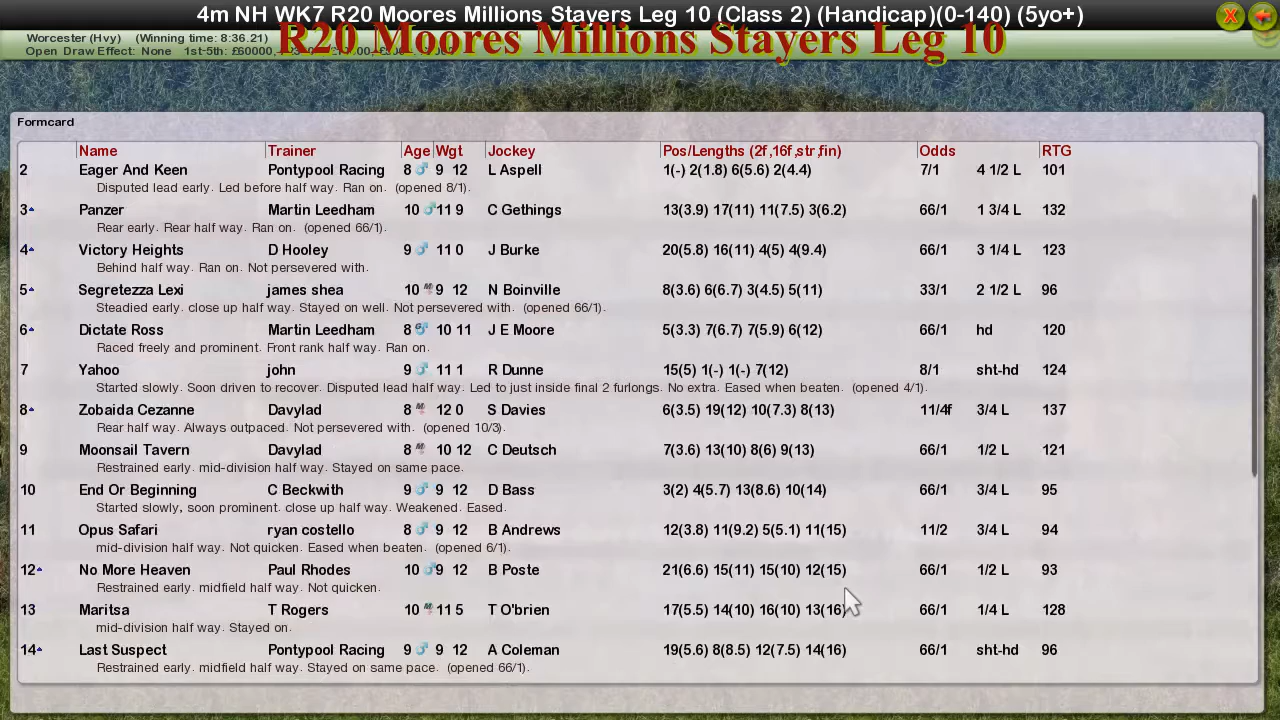 4m NH WK7 R20 Moores Millions Stayers Leg 10 (Class 2) (Handicap)(0-140) (5yo+)
R20 Moores Millions Stayers Leg 10
Worcester (Hvy) (Winning time: 8:36.21)
Open Draw Effect: None 1st-5th: £60000,
Formcard
Name Trainer Age Wgt Jockey Pos/Lengths (2f,16f,str,fin) Odds RTG
2 Eager And Keen Pontypool Racing 8 9 12 L Aspell 1(-) 2(1.8) 6(5.6) 2(4.4) 7/1 4 1/2 L 101
Disputed lead early. Led before half way. Ran on. (opened 8/1).
3 Panzer Martin Leedham 10 11 9 C Gethings 13(3.9) 17(11) 11(7.5) 3(6.2) 66/1 1 3/4 L 132
Rear early. Rear half way. Ran on. (opened 66/1).
4 Victory Heights D Hooley 9 11 0 J Burke 20(5.8) 16(11) 4(5) 4(9.4) 66/1 3 1/4 L 123
Behind half way. Ran on. Not persevered with.
5 Segretezza Lexi james shea 10 9 12 N Boinville 8(3.6) 6(6.7) 3(4.5) 5(11) 33/1 2 1/2 L 96
Steadied early. close up half way. Stayed on well. Not persevered with. (opened 66/1).
6 Dictate Ross Martin Leedham 8 10 11 J E Moore 5(3.3) 7(6.7) 7(5.9) 6(12) 66/1 hd 120
Raced freely and prominent. Front rank half way. Ran on.
7 Yahoo john 9 11 1 R Dunne 15(5) 1(-) 1(-) 7(12) 8/1 sht-hd 124
Started slowly. Soon driven to recover. Disputed lead half way. Led to just inside final 2 furlongs. No extra. Eased when beaten. (opened 4/1).
8 Zobaida Cezanne Davylad 8 12 0 S Davies 6(3.5) 19(12) 10(7.3) 8(13) 11/4f 3/4 L 137
Rear half way. Always outpaced. Not persevered with. (opened 10/3).
9 Moonsail Tavern Davylad 8 10 12 C Deutsch 7(3.6) 13(10) 8(6) 9(13) 66/1 1/2 L 121
Restrained early. mid-division half way. Stayed on same pace.
10 End Or Beginning C Beckwith 9 9 12 D Bass 3(2) 4(5.7) 13(8.6) 10(14) 66/1 3/4 L 95
Started slowly, soon prominent. close up half way. Weakened. Eased.
11 Opus Safari ryan costello 8 9 12 B Andrews 12(3.8) 11(9.2) 5(5.1) 11(15) 11/2 3/4 L 94
mid-division half way. Not quicken. Eased when beaten. (opened 6/1).
12 No More Heaven Paul Rhodes 10 9 12 B Poste 21(6.6) 15(11) 15(10) 12(15) 66/1 1/2 L 93
Restrained early. midfield half way. Not quicken.
13 Maritsa T Rogers 10 11 5 T O'brien 17(5.5) 14(10) 16(10) 13(16) 66/1 1/4 L 128
mid-division half way. Stayed on.
14 Last Suspect Pontypool Racing 9 9 12 A Coleman 19(5.6) 8(8.5) 12(7.5) 14(16) 66/1 sht-hd 96
Restrained early. midfield half way. Stayed on same pace. (opened 66/1).